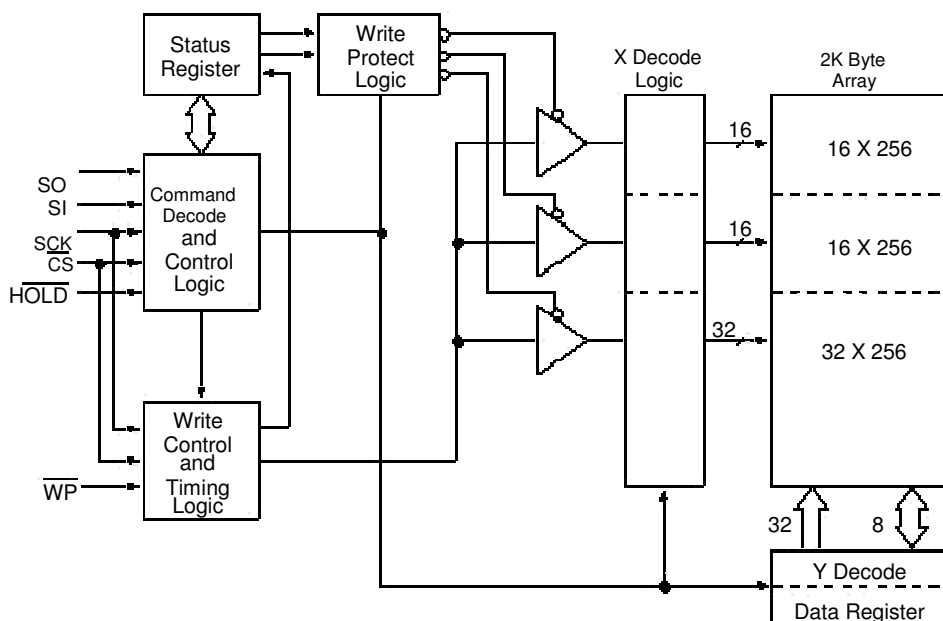 Status
Register
Write
Protect
Logic
X Decode
Logic
2K Byte
Array
16
16 X 256
SO
SI
SCK
CS
HOLD
Command
Decode
and
Control
Logic
16
16 X 256
32
32 X 256
WP
Write
Control
and
Timing
Logic
32
8
Y Decode
Data Register